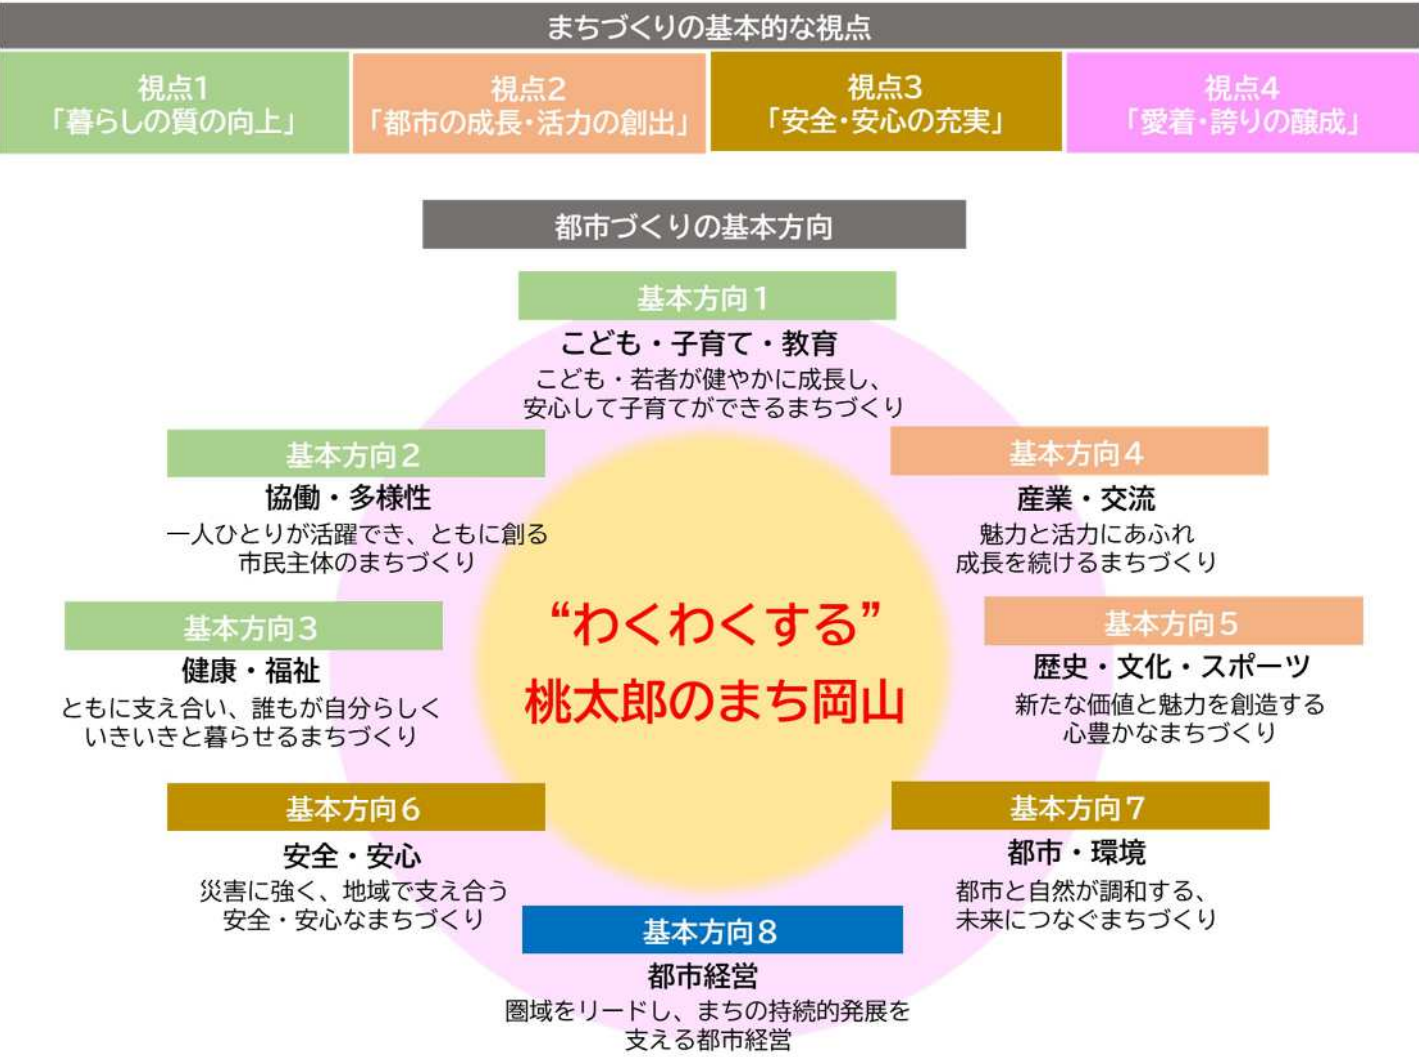 まちづくりの基本的な視点
視点1
「暮らしの質の向上」
視点2
「都市の成長・活力の創出」
視点3
「安全・安心の充実」
視点4
「愛着・誇りの醸成」
都市づくりの基本方向
基本方向1
こども・子育て・教育
こども・若者が健やかに成長し、
安心して子育てができるまちづくり
基本方向2
協働・多様性
一人ひとりが活躍でき、ともに創る
市民主体のまちづくり
基本方向3
健康・福祉
ともに支え合い、誰もが自分らしく
いきいきと暮らせるまちづくり
基本方向4
産業・交流
魅力と活力にあふれ
成長を続けるまちづくり
基本方向5
歴史・文化・スポーツ
新たな価値と魅力を創造する
心豊かなまちづくり
“わくわくする”
桃太郎のまち岡山
基本方向6
安全・安心
災害に強く、地域で支え合う
安全・安心なまちづくり
基本方向7
都市・環境
都市と自然が調和する、
未来につなぐまちづくり
基本方向8
都市経営
圏域をリードし、まちの持続的発展を
支える都市経営